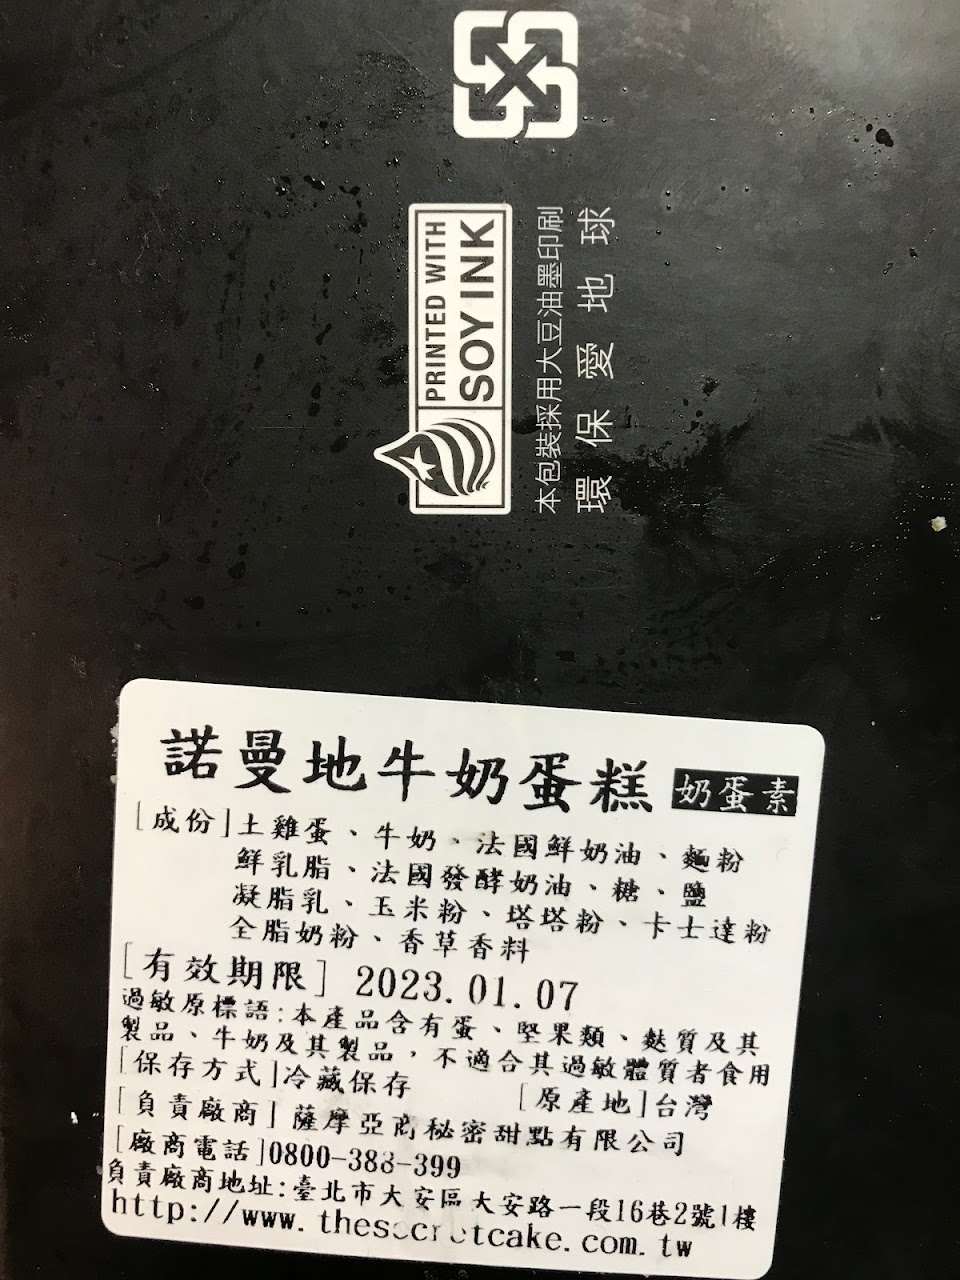 PRINTED WITH
SOY INK
本包裝採用大豆油墨印刷
環保愛地球
諾曼地牛奶蛋糕 奶蛋素
[成份]土雞蛋、牛奶、法國鮮奶油、麵粉
鮮乳脂、法國發酵奶油、糖、鹽
凝脂乳、玉米粉、塔塔粉、卡士達粉
全脂奶粉、香草香料
[有效期限] 2023.01.07
過敏原標語:本產品含有蛋、堅果類、麩質及其
製品、牛奶及其製品，不適合其過敏體質者食用
[保存方式]冷藏保存 [原產地]台灣
[負責廠商] 薩摩亞商秘密甜點有限公司
[廠商電話]0800-388-399
負責廠商地址:臺北市大安區大安路一段16巷2號1樓
http://www.thesecretcake.com.tw